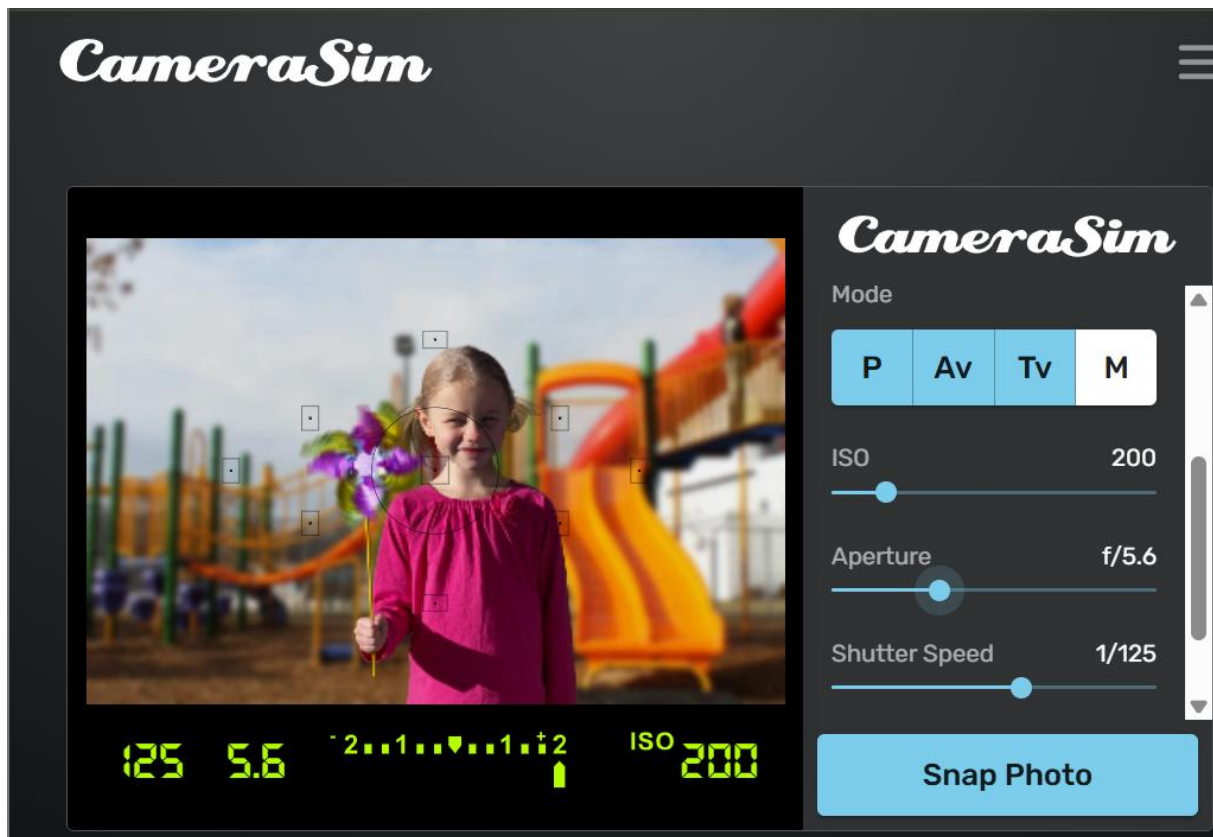 CameraSim
CameraSim
Mode
P Av Tv M
ISO 200
Aperture f/5.6
Shutter Speed 1/125
125 5.6 -2..1..▼..1..+2 ISO 200
Snap Photo